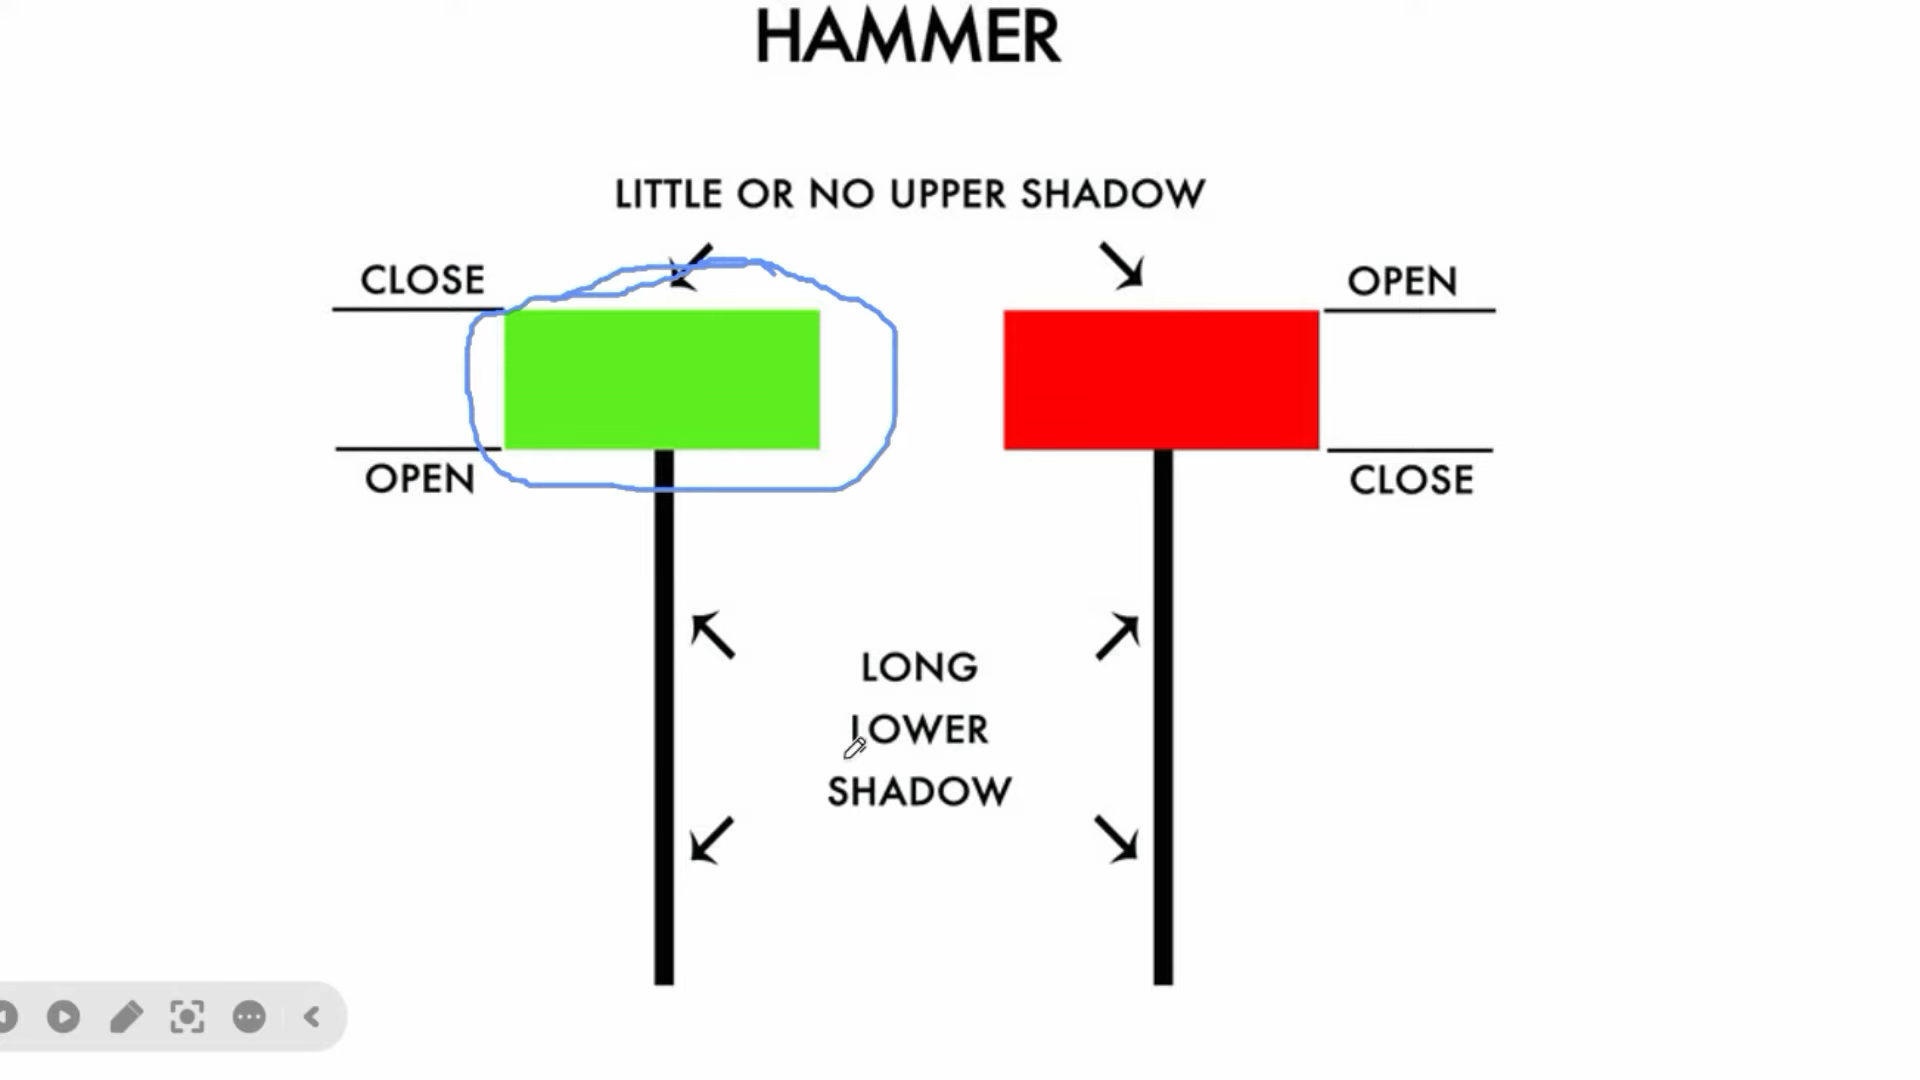 HAMMER
LITTLE OR NO UPPER SHADOW
CLOSE
OPEN
OPEN
CLOSE
LONG
LOWER
SHADOW